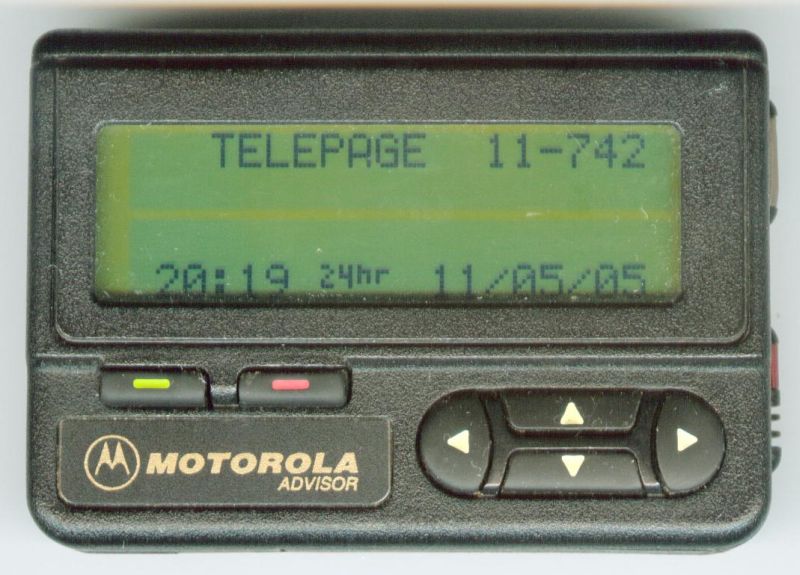 TELEPAGE 11-742
20:19 24hr 11/05/05
MOTOROLA
ADVISOR